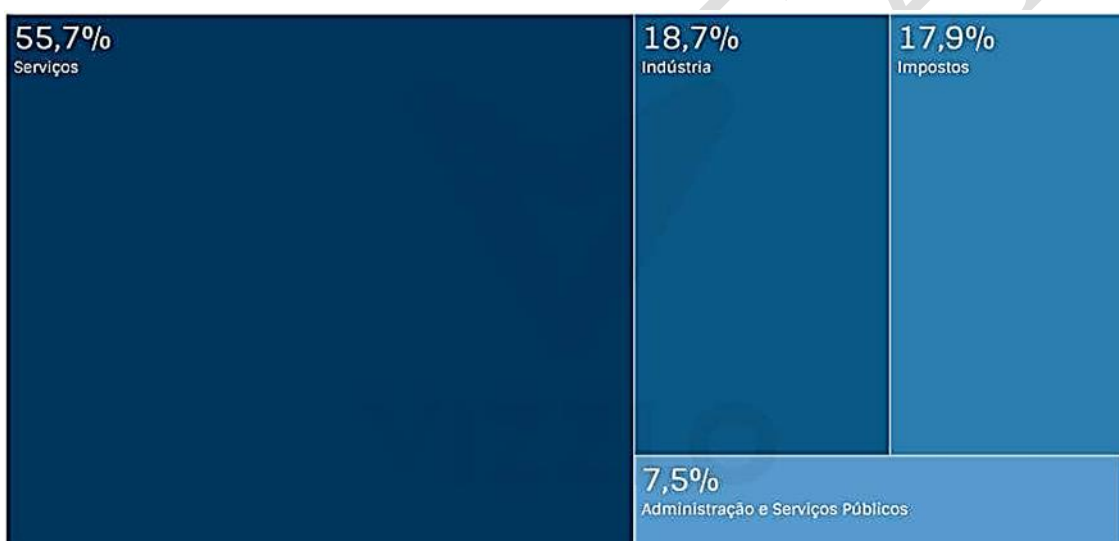 55,7%
Serviços
18,7%
Indústria
17,9%
Impostos
7,5%
Administração e Serviços Públicos